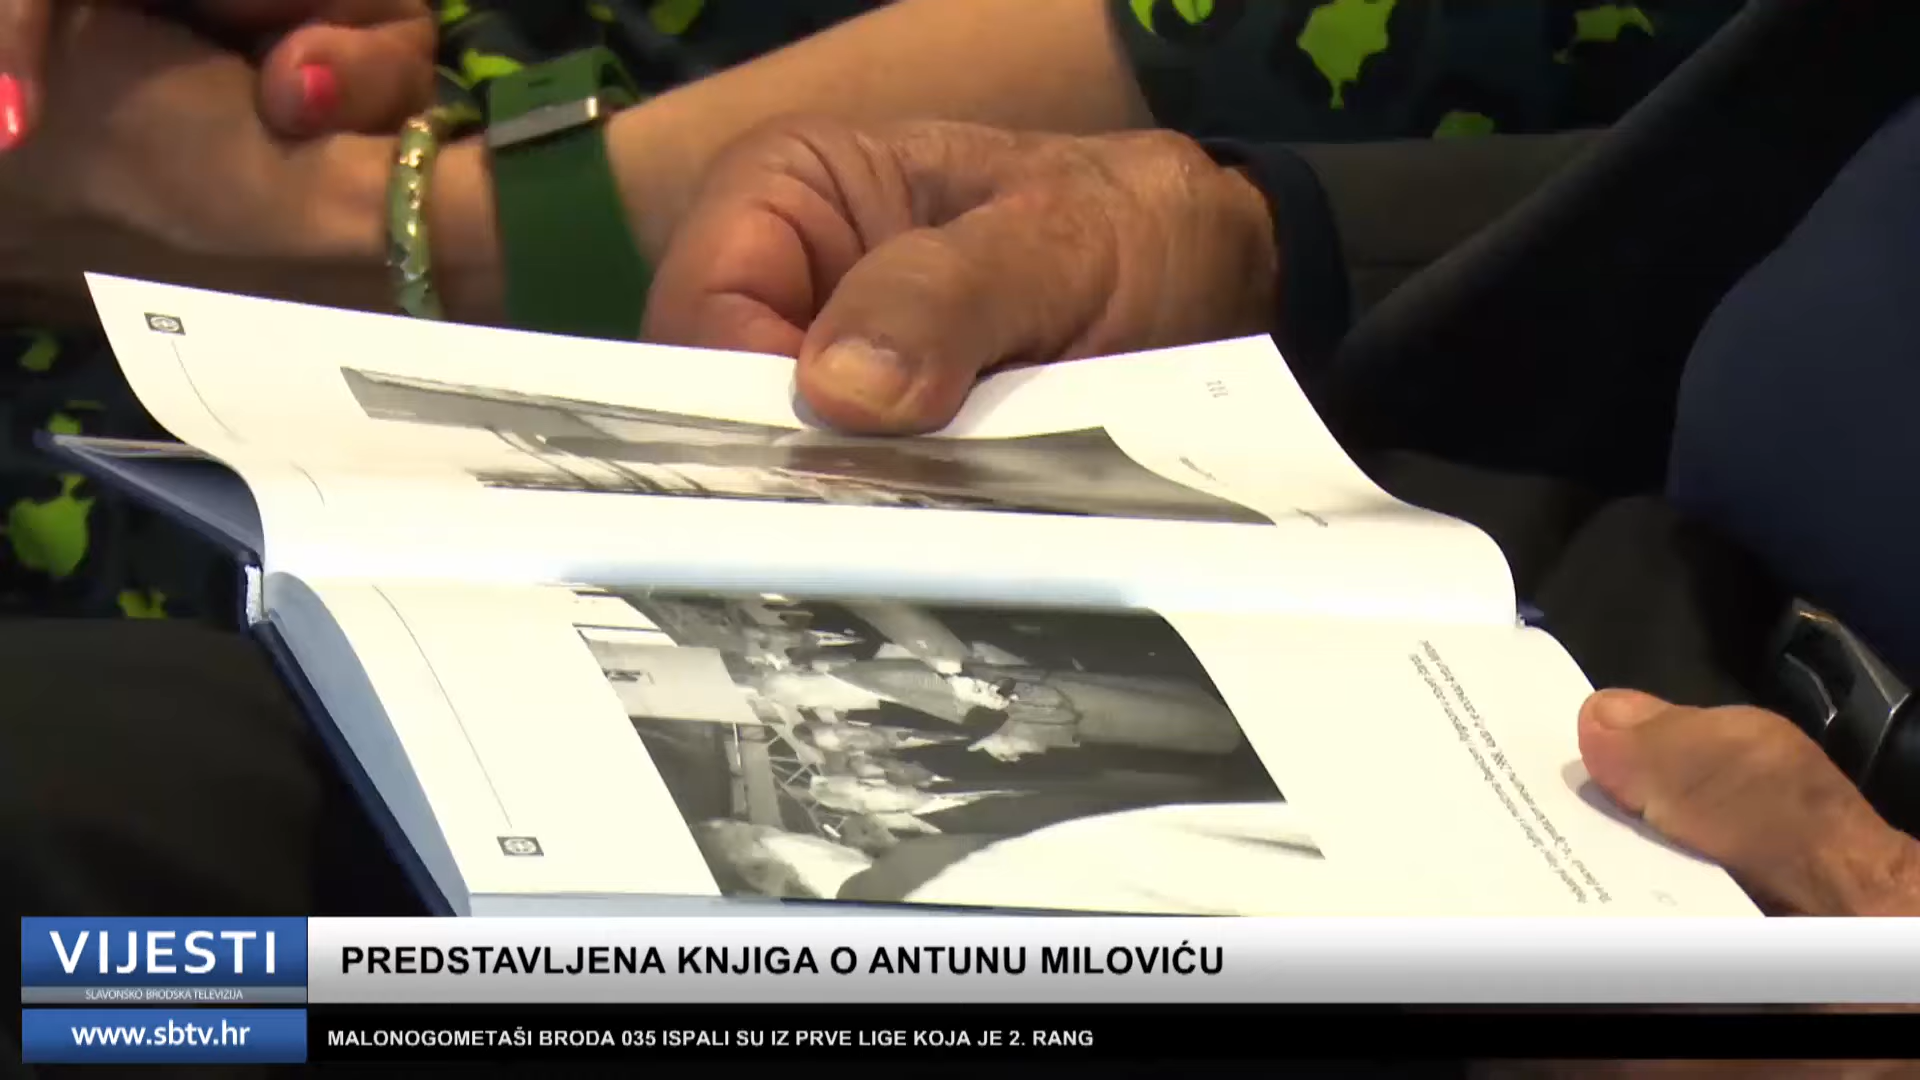 VIJESTI
SLAVONSKO BRODSKA TELEVIZIJA
www.sbtv.hr
PREDSTAVLJENA KNJIGA O ANTUNU MILOVIĆU
MALONOGOMETAŠI BRODA 035 ISPALI SU IZ PRVE LIGE KOJA JE 2. RANG